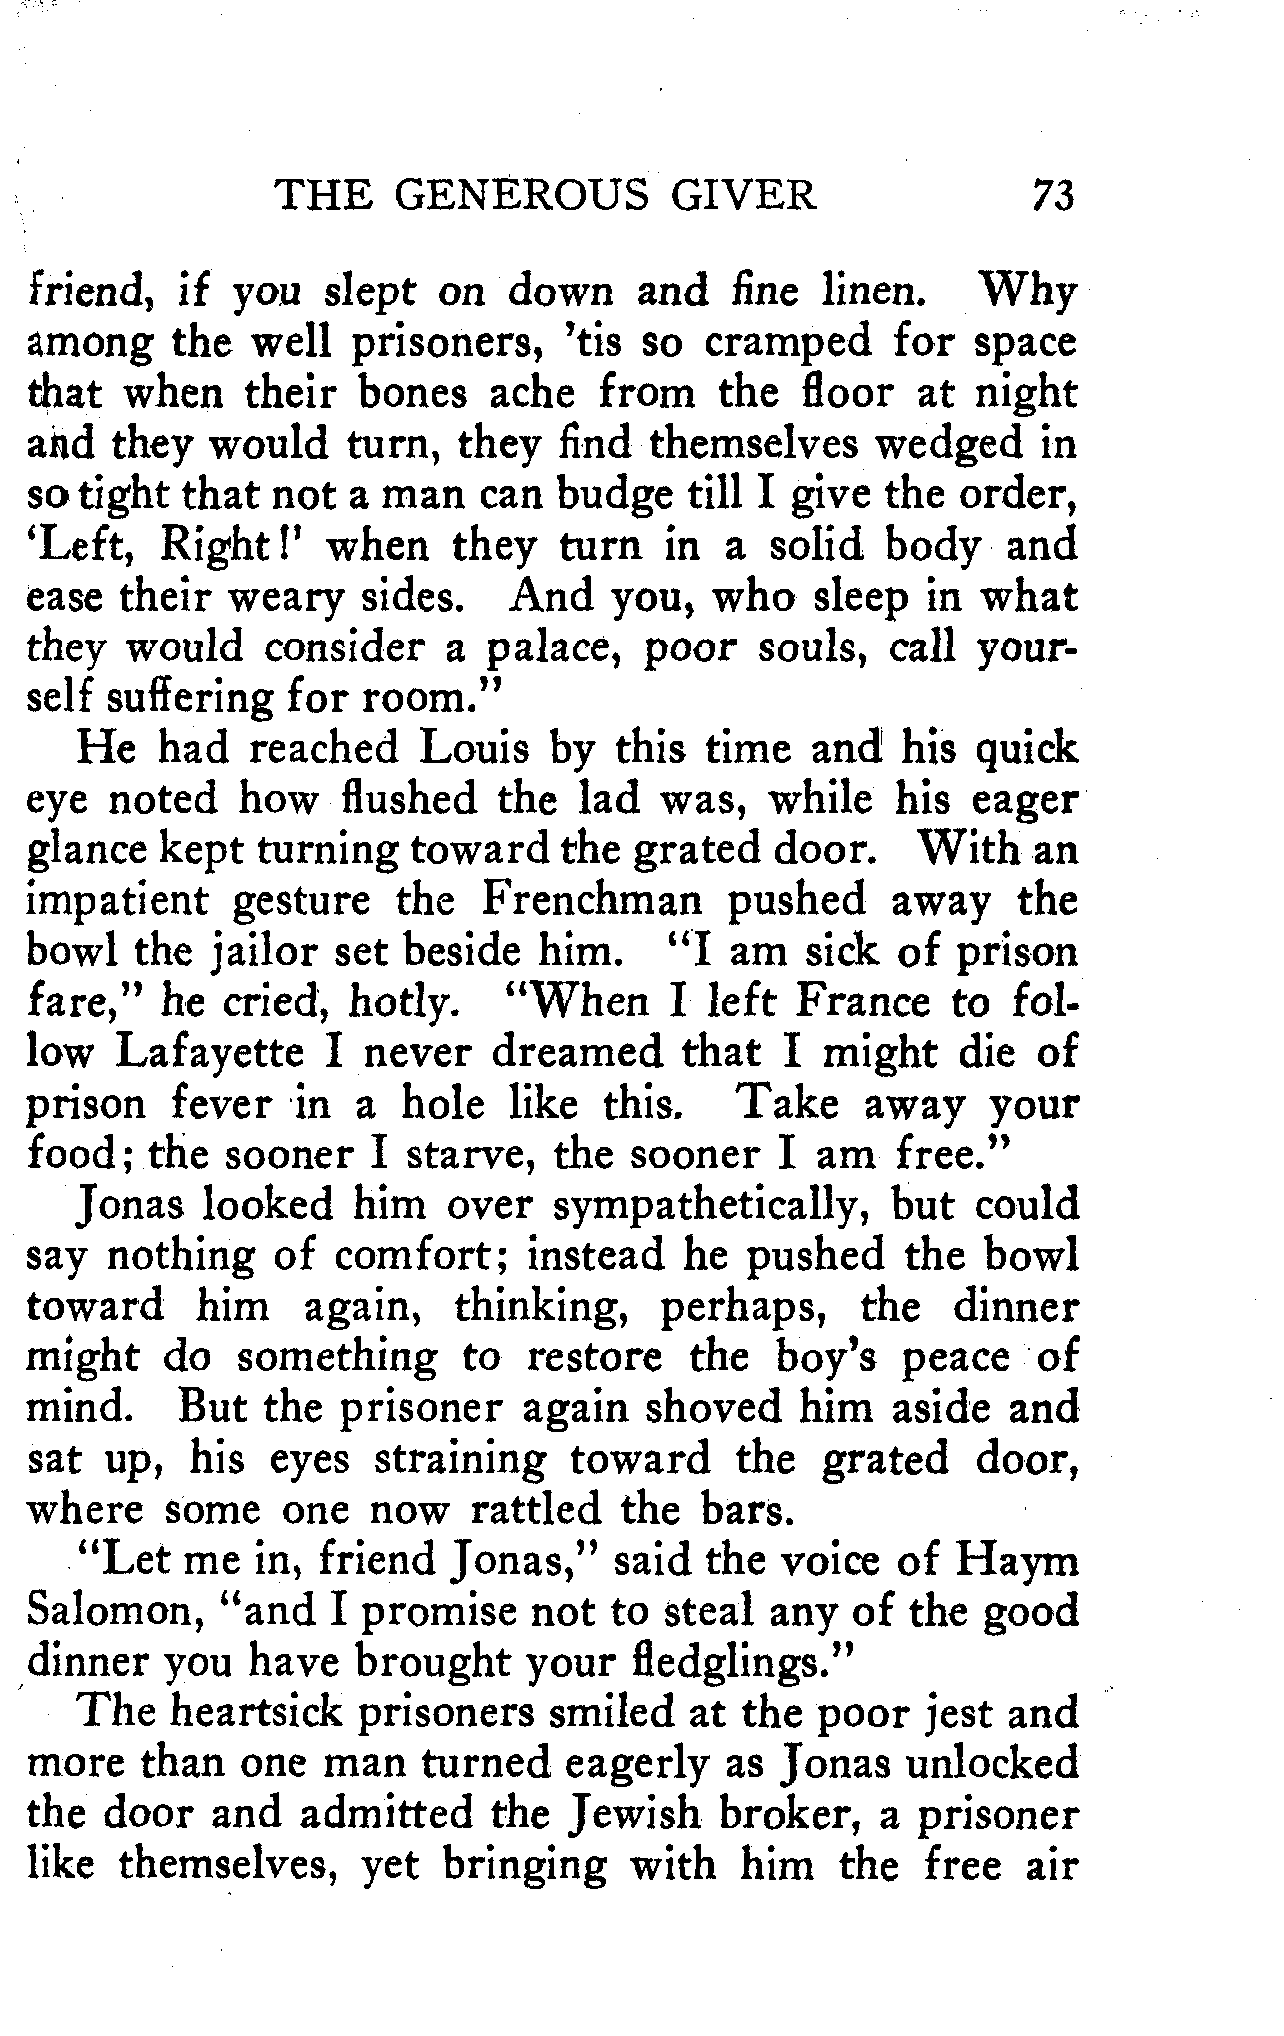 THE GENEROUS GIVER 73
friend, if you slept on down and fine linen. Why
among the well prisoners, 'tis so cramped for space
that when their bones ache from the floor at night
and they would turn, they find themselves wedged in
so tight that not a man can budge till I give the order,
'Left, Right!' when they turn in a solid body and
ease their weary sides. And you, who sleep in what
they would consider a palace, poor souls, call your-
self suffering for room."
He had reached Louis by this time and his quick
eye noted how flushed the lad was, while his eager
glance kept turning toward the grated door. With an
impatient gesture the Frenchman pushed away the
bowl the jailor set beside him. "I am sick of prison
fare," he cried, hotly. "When I left France to fol-
low Lafayette I never dreamed that I might die of
prison fever in a hole like this. Take away your
food; the sooner I starve, the sooner I am free."
Jonas looked him over sympathetically, but could
say nothing of comfort; instead he pushed the bowl
toward him again, thinking, perhaps, the dinner
might do something to restore the boy's peace of
mind. But the prisoner again shoved him aside and
sat up, his eyes straining toward the grated door,
where some one now rattled the bars.
"Let me in, friend Jonas," said the voice of Haym
Salomon, "and I promise not to steal any of the good
dinner you have brought your fledglings."
The heartsick prisoners smiled at the poor jest and
more than one man turned eagerly as Jonas unlocked
the door and admitted the Jewish broker, a prisoner
like themselves, yet bringing with him the free air